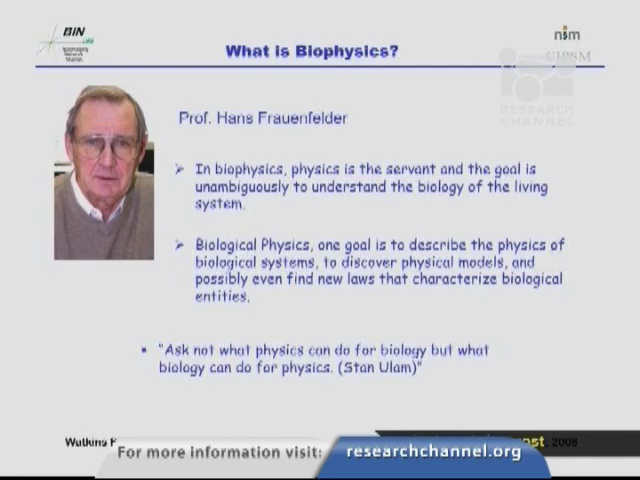 BIN
nim
What is Biophysics?
CIPSM
RESEARCH
CHANNEL
Prof. Hans Frauenfelder
➢ In biophysics, physics is the servant and the goal is
unambiguously to understand the biology of the living
system.
➢ Biological Physics, one goal is to describe the physics of
biological systems, to discover physical models, and
possibly even find new laws that characterize biological
entities.
▪ “Ask not what physics can do for biology but what
biology can do for physics. (Stan Ulam)”
Watkins
2008
For more information visit: researchchannel.org